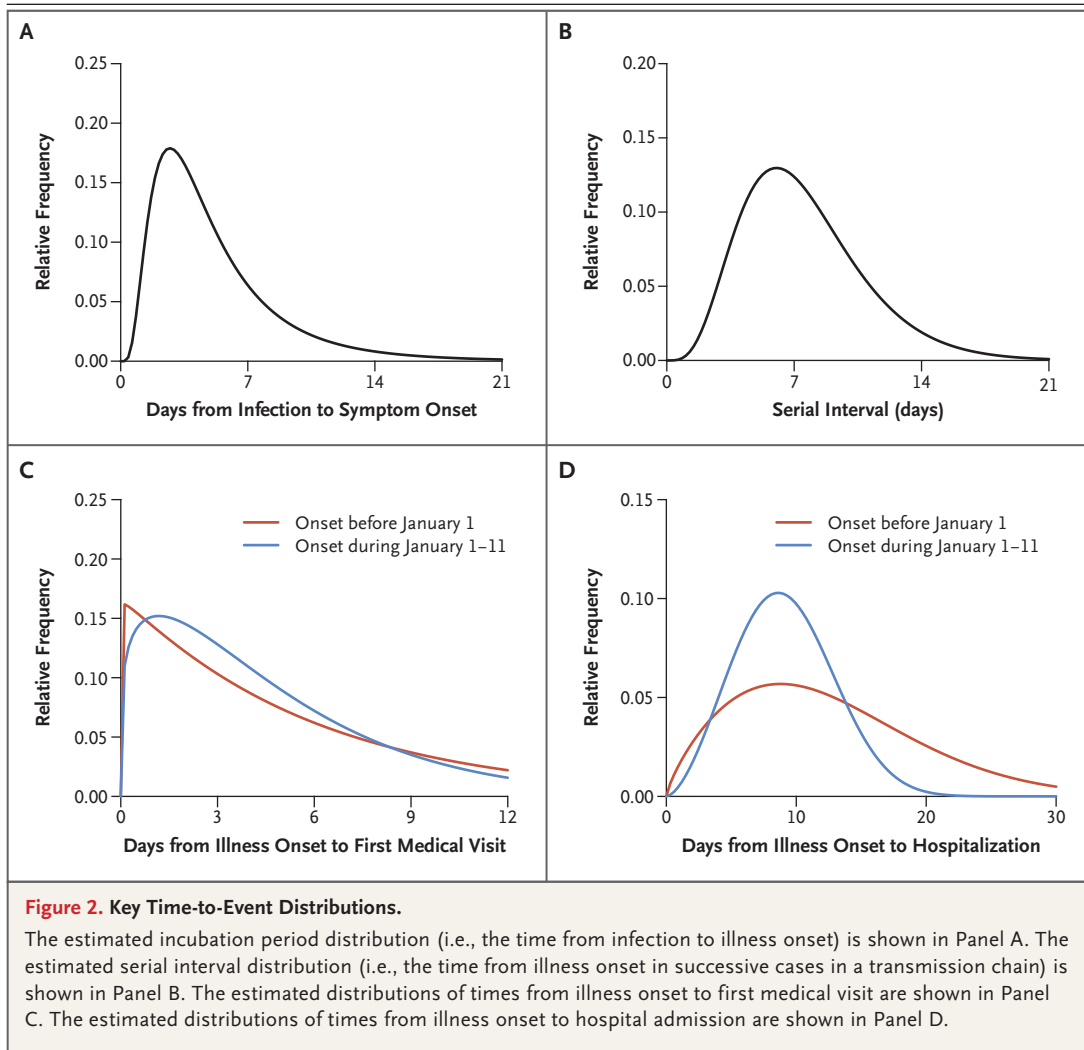 A
0.25
0.20
0.15
0.10
0.05
0.00
Relative Frequency
0 7 14 21
Days from Infection to Symptom Onset
B
0.20
0.15
0.10
0.05
0.00
Relative Frequency
0 7 14 21
Serial Interval (days)
C
0.25
0.20
0.15
0.10
0.05
0.00
Relative Frequency
Onset before January 1
Onset during January 1–11
0 3 6 9 12
Days from Illness Onset to First Medical Visit
D
0.15
0.10
0.05
0.00
Relative Frequency
Onset before January 1
Onset during January 1–11
0 10 20 30
Days from Illness Onset to Hospitalization
Figure 2. Key Time-to-Event Distributions.
The estimated incubation period distribution (i.e., the time from infection to illness onset) is shown in Panel A. The
estimated serial interval distribution (i.e., the time from illness onset in successive cases in a transmission chain) is
shown in Panel B. The estimated distributions of times from illness onset to first medical visit are shown in Panel
C. The estimated distributions of times from illness onset to hospital admission are shown in Panel D.